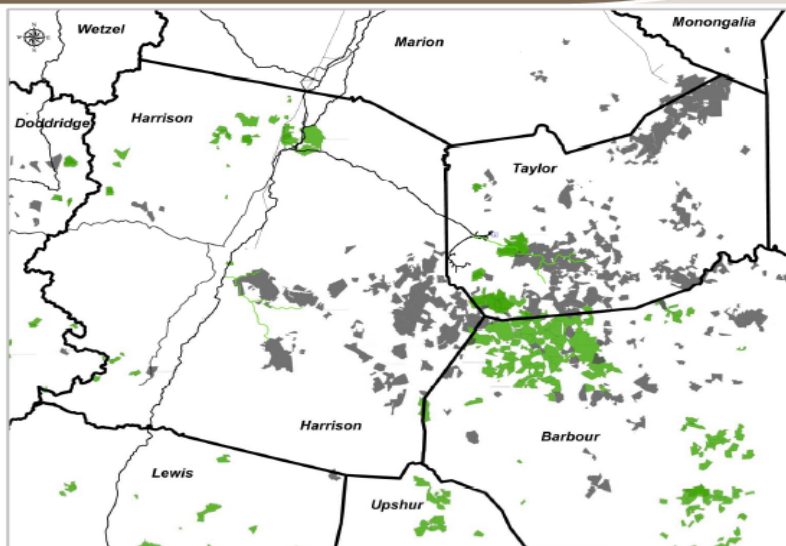 Wetzel
Marion
Monongalia
Doddridge
Harrison
Taylor
Harrison
Barbour
Lewis
Upshur